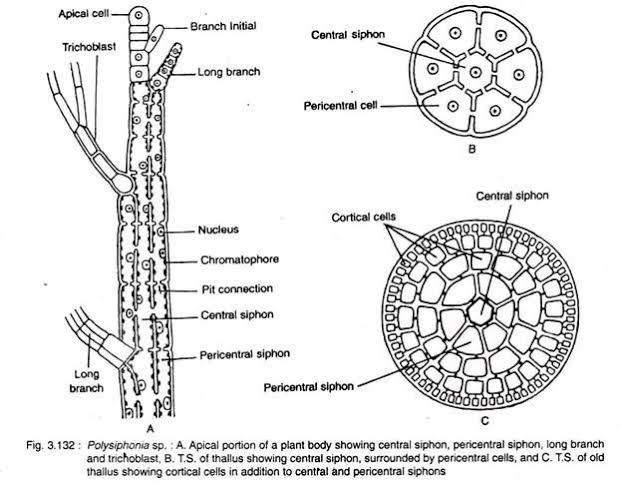 Apical cell
Branch Initial
Trichoblast
Long branch
Nucleus
Chromatophore
Pit connection
Central siphon
Pericentral siphon
Long
branch
A
Central siphon
Pericentral cell
B
Central siphon
Cortical cells
Pericentral siphon
C
Fig. 3.132 : Polysiphonia sp. : A. Apical portion of a plant body showing central siphon, pericentral siphon, long branch
and trichoblast, B. T.S. of thallus showing central siphon, surrounded by pericentral cells, and C. T.S. of old
thallus showing cortical cells in addition to central and pericentral siphons